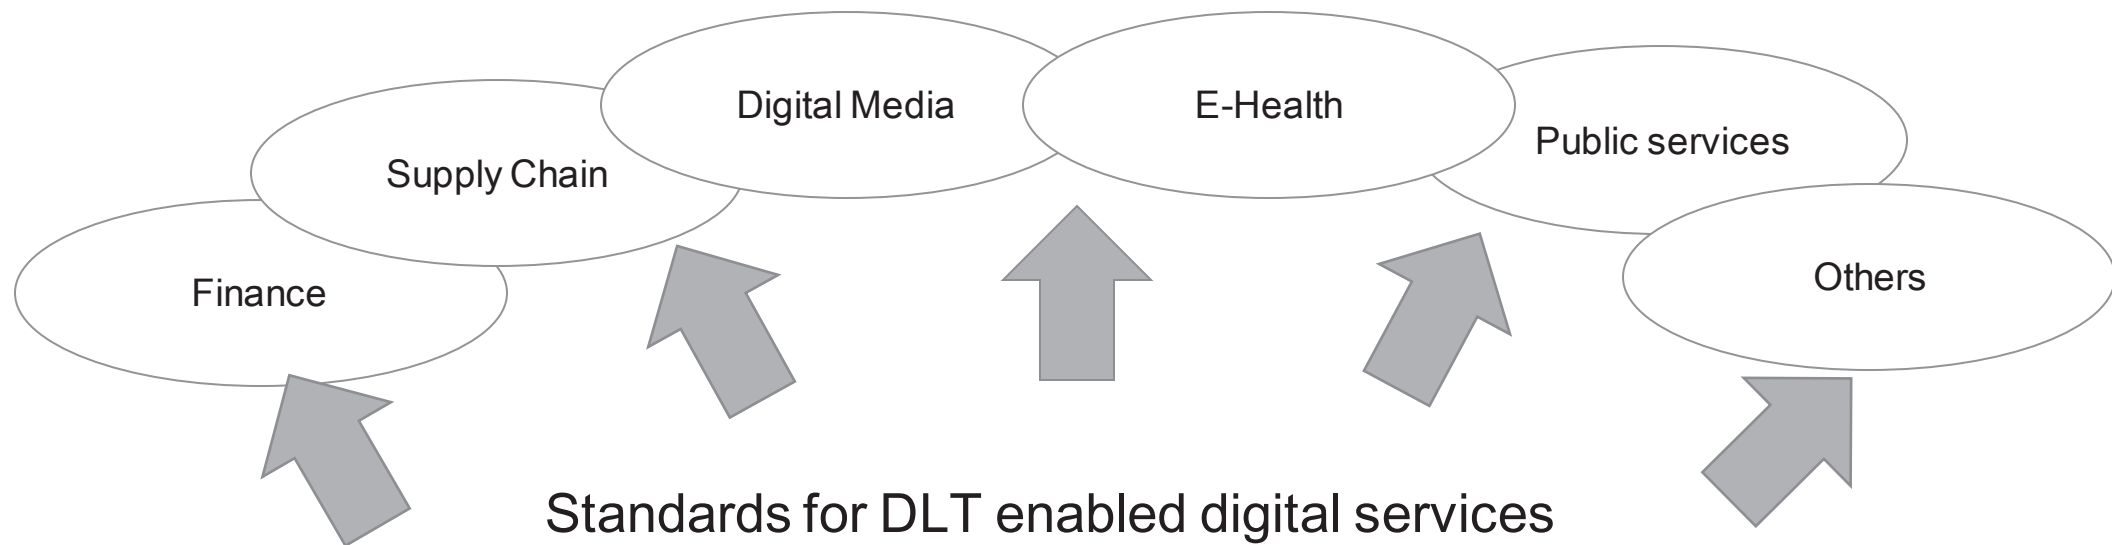 Finance
Supply Chain
Digital Media
E-Health
Public services
Others
Standards for DLT enabled digital services